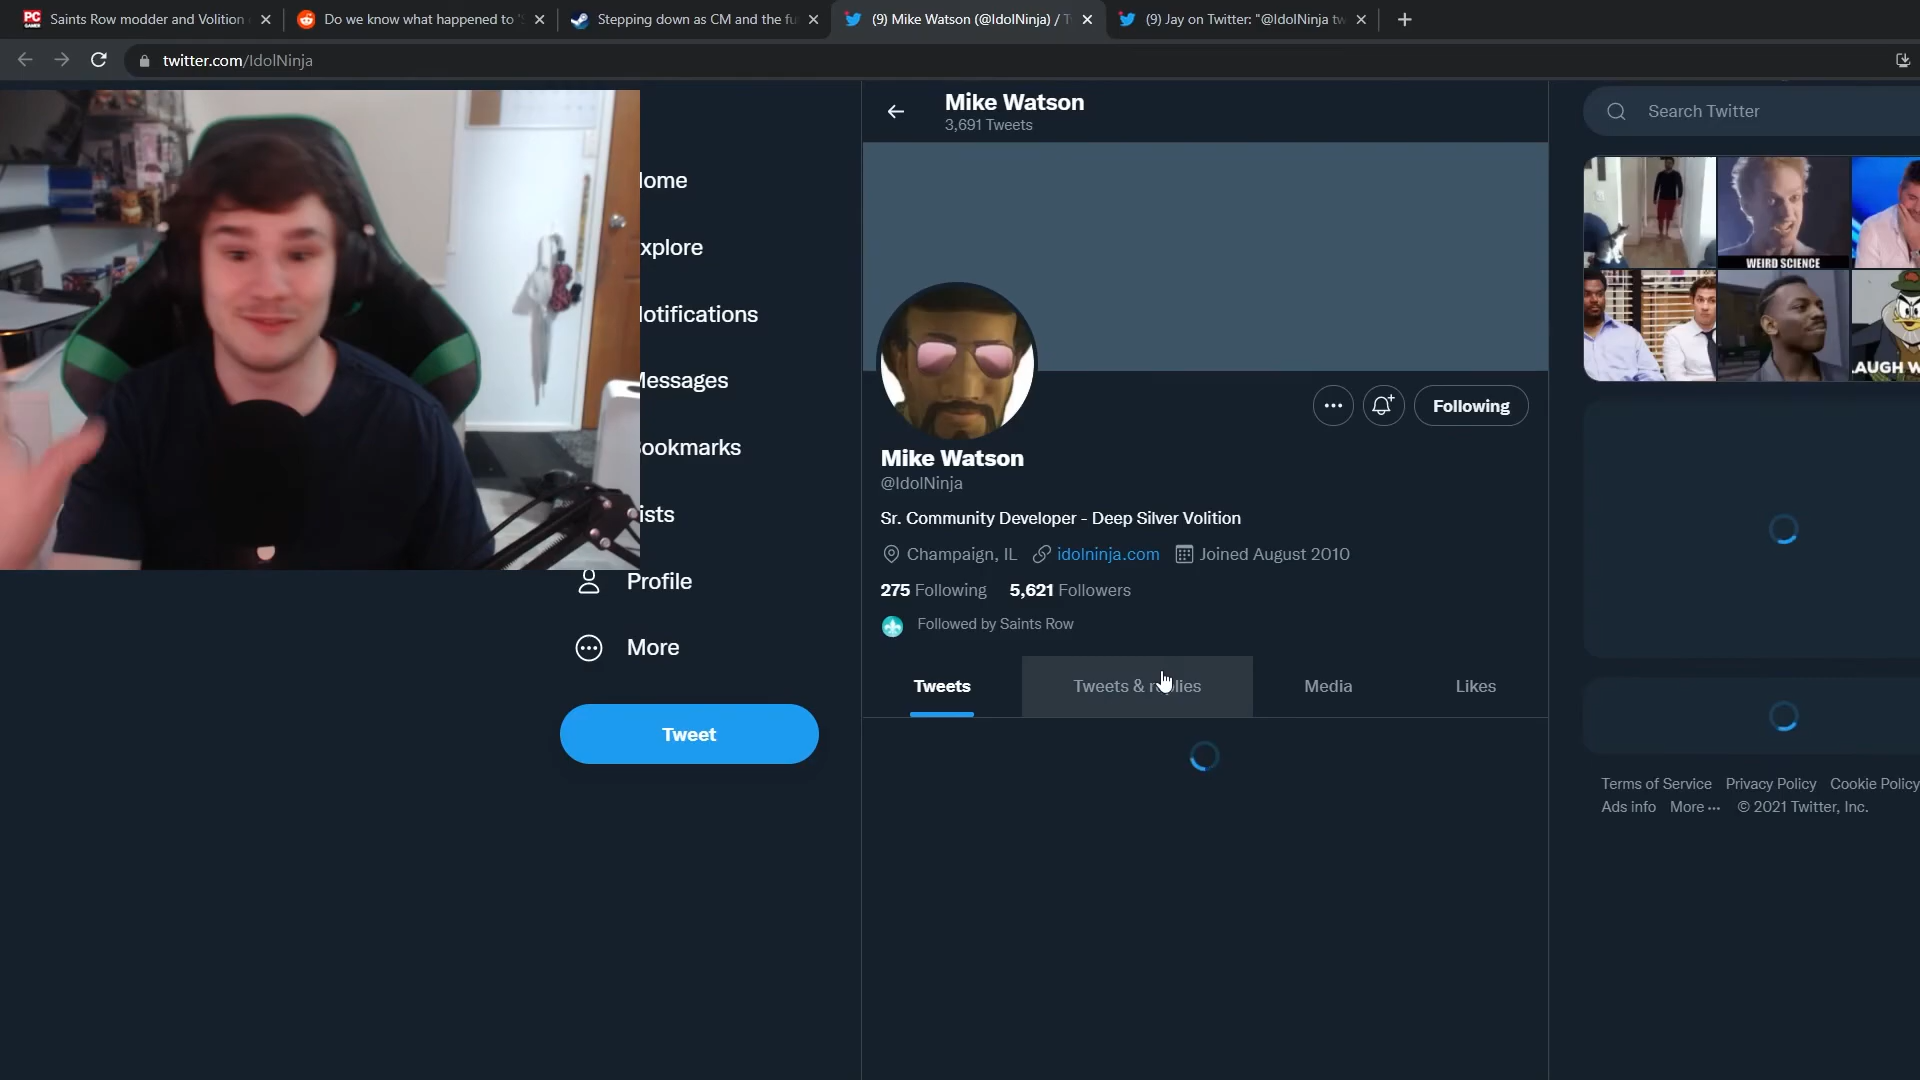 Saints Row modder and Volition
Do we know what happened to '
Stepping down as CM and the fu
(9) Mike Watson (@IdolNinja) / T
(9) Jay on Twitter: "@IdolNinja tw
twitter.com/IdolNinja
Mike Watson
3,691 Tweets
Search Twitter
ome
xplore
otifications
essages
ookmarks
ists
Profile
More
Tweet
WEIRD SCIENCE
AUGH W
Following
Mike Watson
@IdolNinja
Sr. Community Developer - Deep Silver Volition
Champaign, IL idolninja.com Joined August 2010
275 Following 5,621 Followers
Followed by Saints Row
Tweets Tweets & replies Media Likes
Terms of Service Privacy Policy Cookie Policy
Ads info More ··· © 2021 Twitter, Inc.